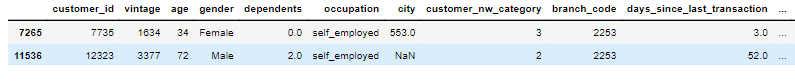 customer_id vintage age gender dependents occupation city customer_nw_category branch_code days_since_last_transaction ...
7265 7735 1634 34 Female 0.0 self_employed 553.0 3 2253 3.0 ...
11536 12323 3377 72 Male 2.0 self_employed NaN 2 2253 52.0 ...